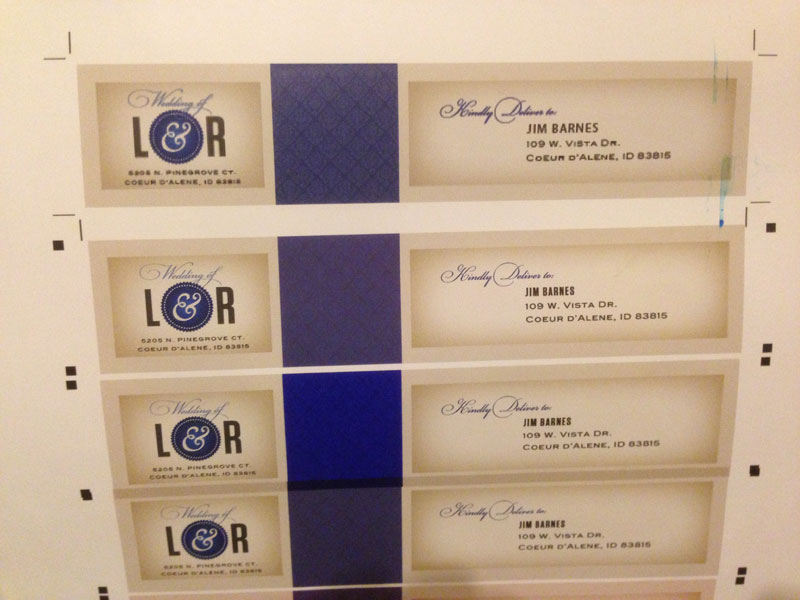 Wedding of
L & R
5205 N. PINEGROVE CT.
COEUR D'ALENE, ID 83815
Kindly Deliver to:
JIM BARNES
109 W. VISTA DR.
COEUR D'ALENE, ID 83815
Wedding of
L & R
5205 N. PINEGROVE CT.
COEUR D'ALENE, ID 83815
Kindly Deliver to:
JIM BARNES
109 W. VISTA DR.
COEUR D'ALENE, ID 83815
Wedding of
L & R
5205 N. PINEGROVE CT.
COEUR D'ALENE, ID 83815
Kindly Deliver to:
JIM BARNES
109 W. VISTA DR.
COEUR D'ALENE, ID 83815
Wedding of
L & R
5205 N. PINEGROVE CT.
COEUR D'ALENE, ID 83815
Kindly Deliver to:
JIM BARNES
109 W. VISTA DR.
COEUR D'ALENE, ID 83815